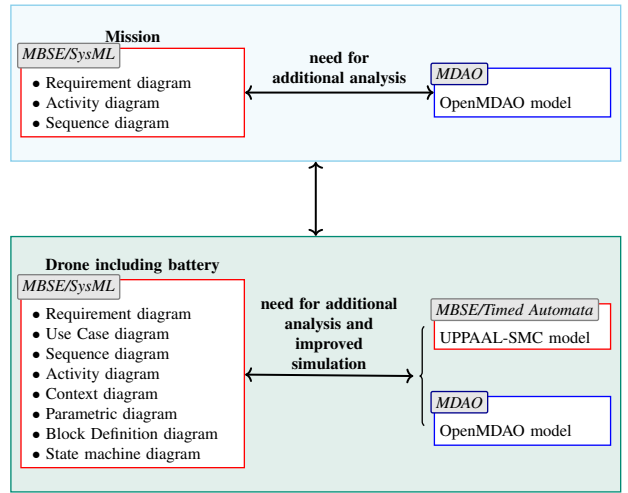 Mission
MBSE/SysML
• Requirement diagram
• Activity diagram
• Sequence diagram
need for
additional analysis
MDAO
OpenMDAO model
Drone including battery
MBSE/SysML
• Requirement diagram
• Use Case diagram
• Sequence diagram
• Activity diagram
• Context diagram
• Parametric diagram
• Block Definition diagram
• State machine diagram
need for additional
analysis and
improved
simulation
MBSE/Timed Automata
UPPAAL-SMC model
MDAO
OpenMDAO model